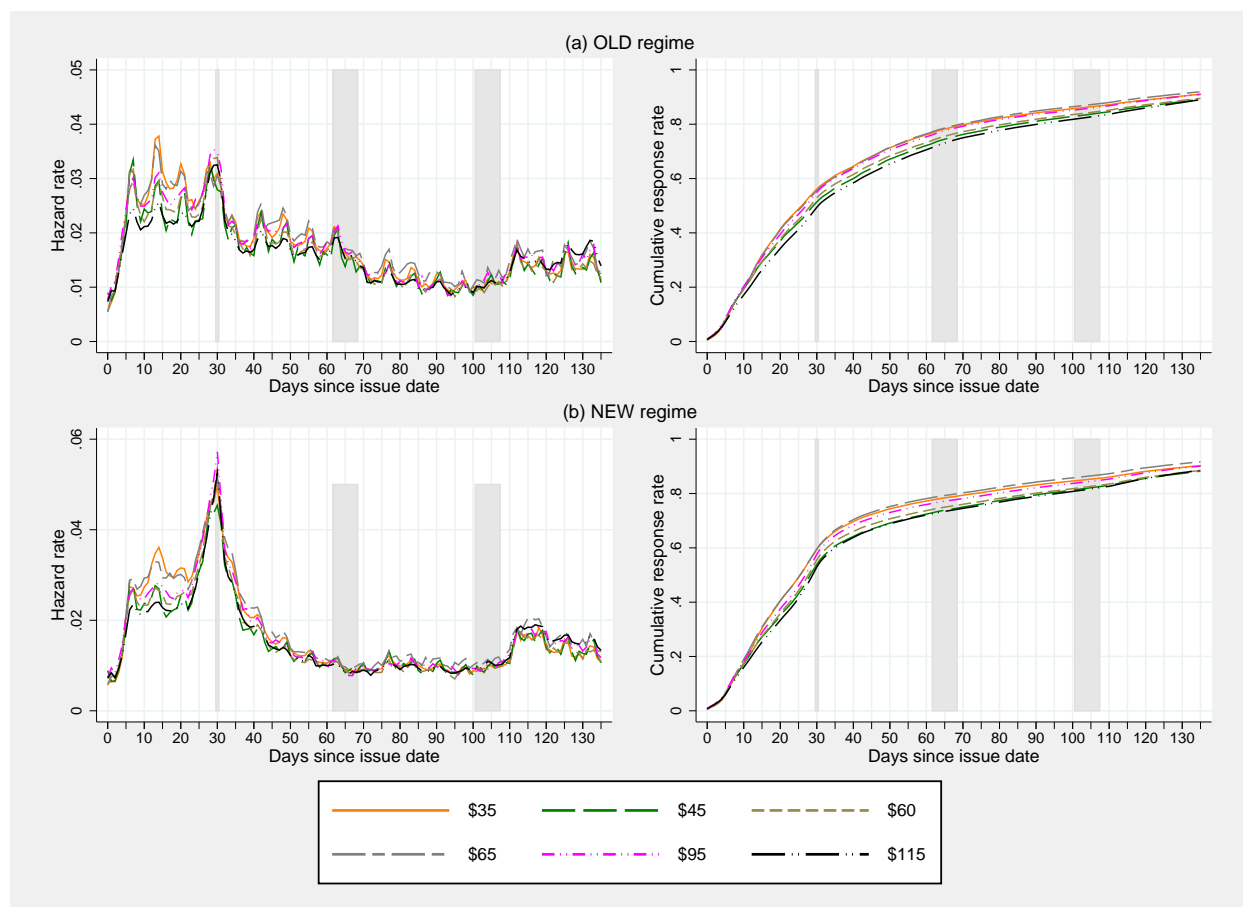 (a) OLD regime
Hazard rate
0 .01 .02 .03 .04 .05
0 10 20 30 40 50 60 70 80 90 100 110 120 130
Days since issue date
Cumulative response rate
0 .2 .4 .6 .8 1
0 10 20 30 40 50 60 70 80 90 100 110 120 130
Days since issue date
(b) NEW regime
Hazard rate
0 .02 .04 .06
0 10 20 30 40 50 60 70 80 90 100 110 120 130
Days since issue date
Cumulative response rate
0 .2 .4 .6 .8 1
0 10 20 30 40 50 60 70 80 90 100 110 120 130
Days since issue date
$35 $45 $60
$65 $95 $115